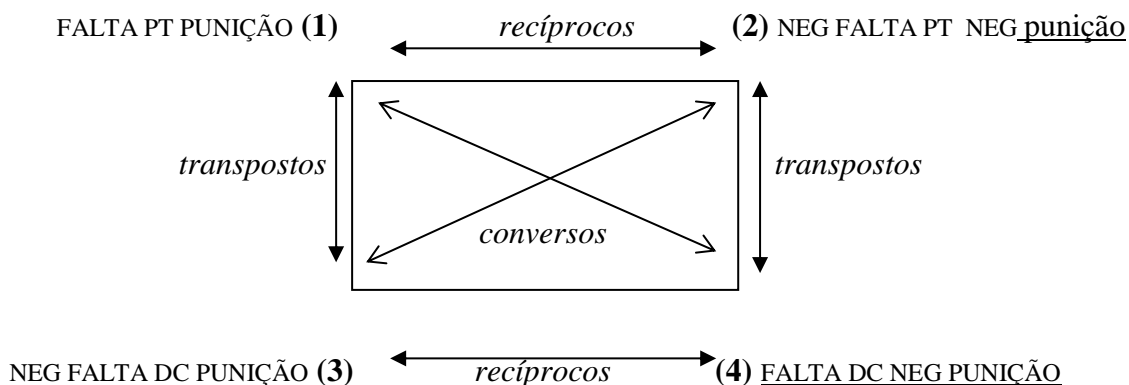 FALTA PT PUNIÇÃO (1) recíprocos (2) NEG FALTA PT NEG punição
transpostos transpostos
conversos
NEG FALTA DC PUNIÇÃO (3) recíprocos (4) FALTA DC NEG PUNIÇÃO